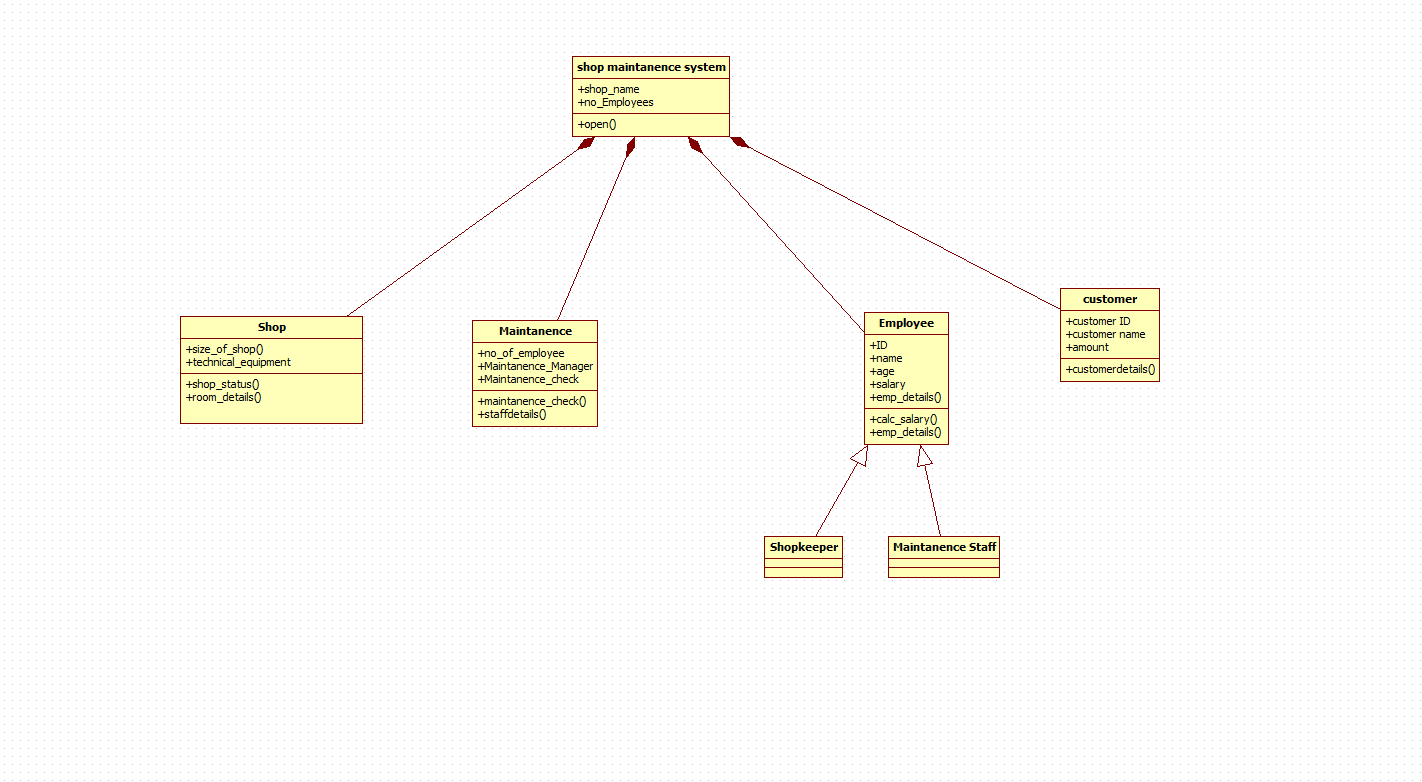 shop maintanence system
+shop_name
+no_Employees
+open()
Shop
+size_of_shop()
+technical_equipment
+shop_status()
+room_details()
Maintanence
+no_of_employee
+Maintanence_Manager
+Maintanence_check
+maintanence_check()
+staffdetails()
Employee
+ID
+name
+age
+salary
+emp_details()
+calc_salary()
+emp_details()
customer
+customer ID
+customer name
+amount
+customerdetails()
Shopkeeper
Maintanence Staff